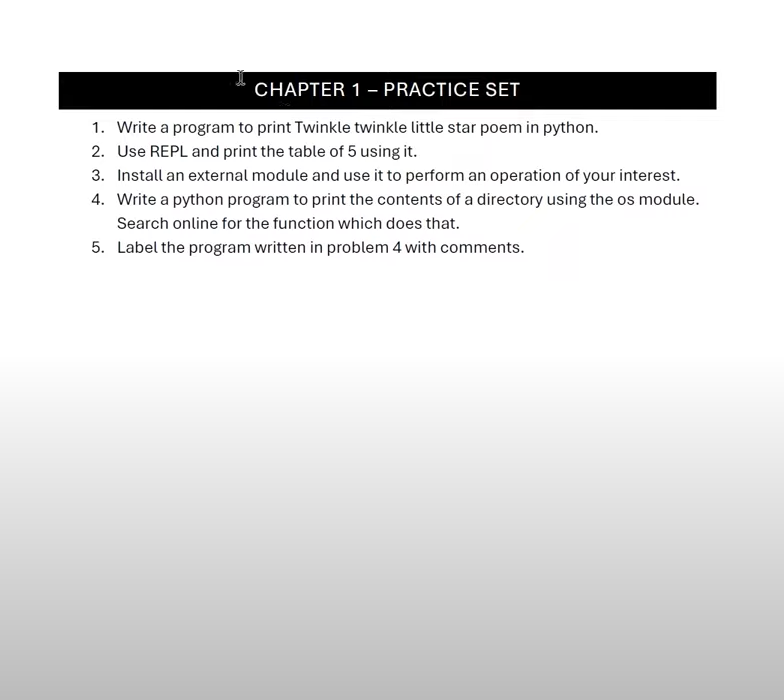 CHAPTER 1 – PRACTICE SET
1. Write a program to print Twinkle twinkle little star poem in python.
2. Use REPL and print the table of 5 using it.
3. Install an external module and use it to perform an operation of your interest.
4. Write a python program to print the contents of a directory using the os module.
Search online for the function which does that.
5. Label the program written in problem 4 with comments.